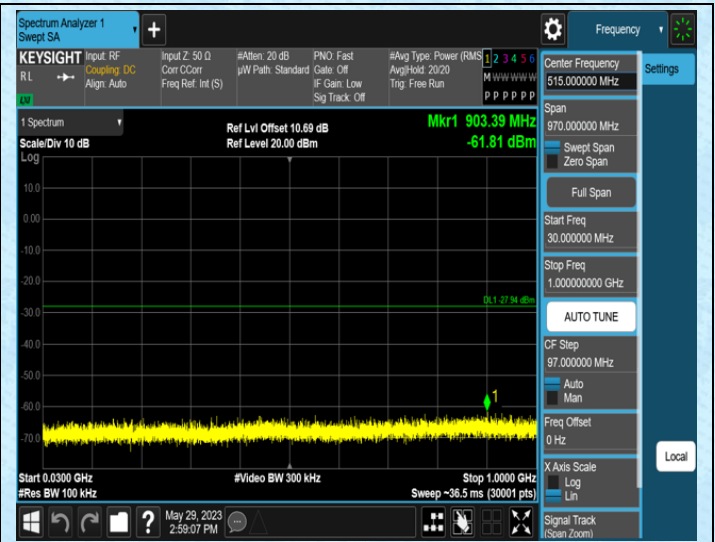 Spectrum Analyzer 1
Swept SA
+
Frequency
KEYSIGHT
RL
LXI
Input: RF
Coupling: DC
Align: Auto
Input Z: 50 Ω
Corr CCorr
Freq Ref: Int (S)
#Atten: 20 dB
µW Path: Standard
PNO: Fast
Gate: Off
IF Gain: Low
Sig Track: Off
#Avg Type: Power (RMS
Avg|Hold: 20/20
Trig: Free Run
1 2 3 4 5 6
M W W W W W
P P P P P P
1 Spectrum
Scale/Div 10 dB
Ref Lvl Offset 10.69 dB
Ref Level 20.00 dBm
Mkr1 903.39 MHz
-61.81 dBm
Log
10.0
0.00
-10.0
-20.0
DL1 -27.94 dBm
-30.0
-40.0
-50.0
1
-60.0
-70.0
Start 0.0300 GHz
#Res BW 100 kHz
#Video BW 300 kHz
Stop 1.0000 GHz
Sweep ~36.5 ms (30001 pts)
?
May 29, 2023
2:59:07 PM
Center Frequency
515.000000 MHz
Settings
Span
970.000000 MHz
Swept Span
Zero Span
Full Span
Start Freq
30.000000 MHz
Stop Freq
1.000000000 GHz
AUTO TUNE
CF Step
97.000000 MHz
Auto
Man
Freq Offset
0 Hz
X Axis Scale
Log
Lin
Local
Signal Track
(Span Zoom)